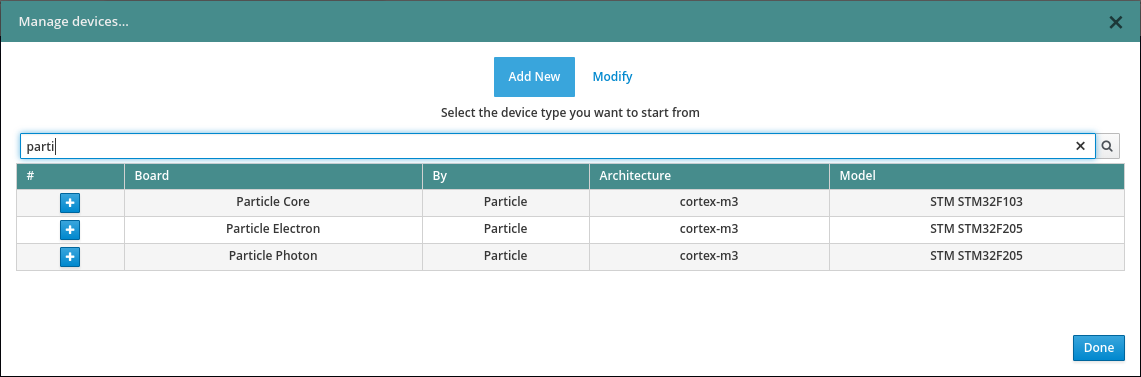 Manage devices...
Add New Modify
Select the device type you want to start from
parti
# Board By Architecture Model
Particle Core Particle cortex-m3 STM STM32F103
Particle Electron Particle cortex-m3 STM STM32F205
Particle Photon Particle cortex-m3 STM STM32F205
Done